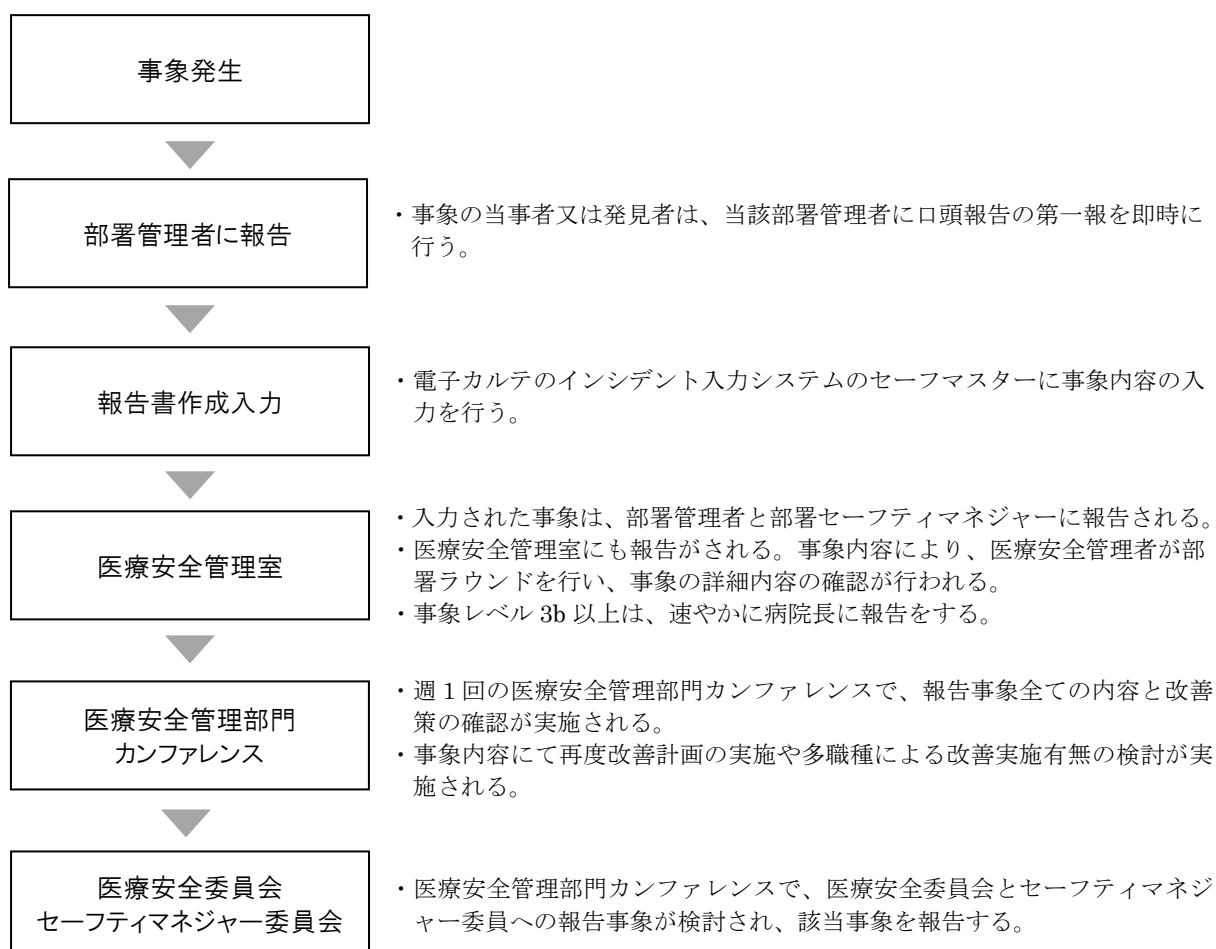 事象発生
部署管理者に報告
・事象の当事者又は発見者は、当該部署管理者に口頭報告の第一報を即時に
行う。
報告書作成入力
・電子カルテのインシデント入力システムのセーフマスターに事象内容の入
力を行う。
医療安全管理室
・入力された事象は、部署管理者と部署セーフティマネジャーに報告される。
・医療安全管理室にも報告がされる。事象内容により、医療安全管理者が部
署ラウンドを行い、事象の詳細内容の確認が行われる。
・事象レベル 3b 以上は、速やかに病院長に報告をする。
医療安全管理部門
カンファレンス
・週１回の医療安全管理部門カンファレンスで、報告事象全ての内容と改善
策の確認が実施される。
・事象内容にて再度改善計画の実施や多職種による改善実施有無の検討が実
施される。
医療安全委員会
セーフティマネジャー委員会
・医療安全管理部門カンファレンスで、医療安全委員会とセーフティマネジ
ャー委員への報告事象が検討され、該当事象を報告する。